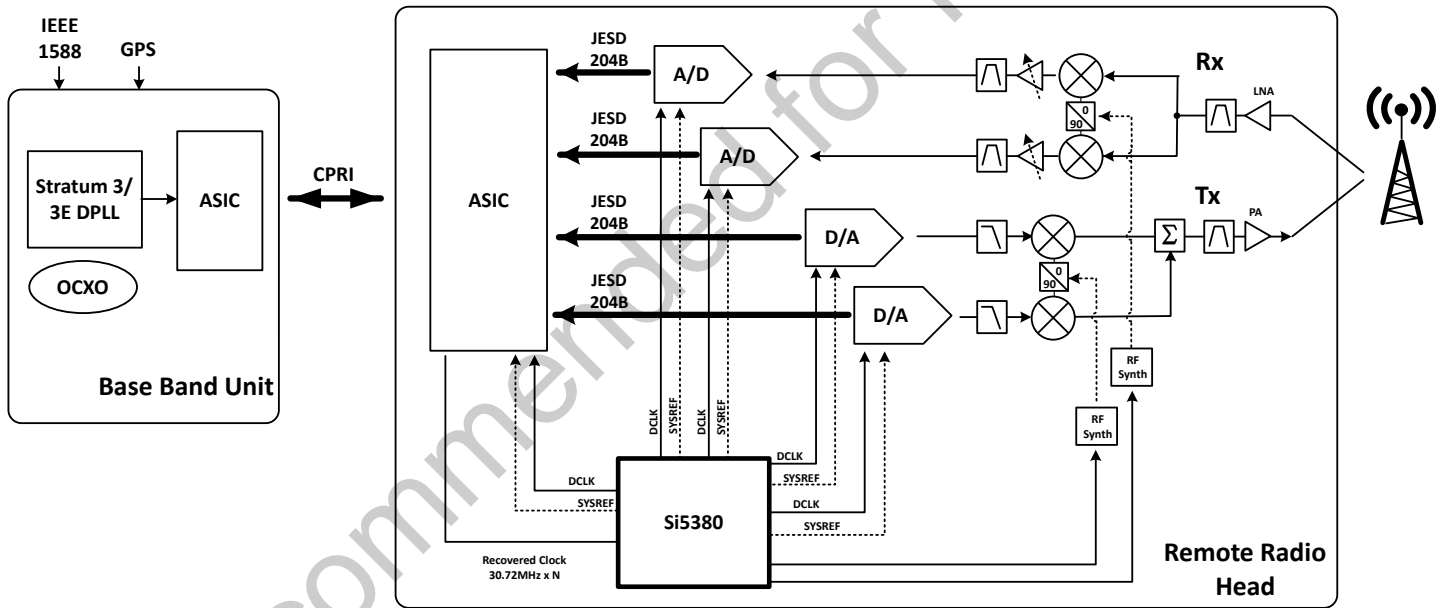 IEEE
1588
GPS
Stratum 3/
3E DPLL
ASIC
OCXO
Base Band Unit
CPRI
ASIC
JESD
204B
A/D
JESD
204B
A/D
JESD
204B
D/A
JESD
204B
D/A
0
90
0
90
Rx
LNA
Tx
PA
Σ
RF
Synth
RF
Synth
DCLK
SYSREF
DCLK
SYSREF
DCLK
SYSREF
DCLK
SYSREF
DCLK
SYSREF
Si5380
Recovered Clock
30.72MHz x N
Remote Radio
Head
commended for